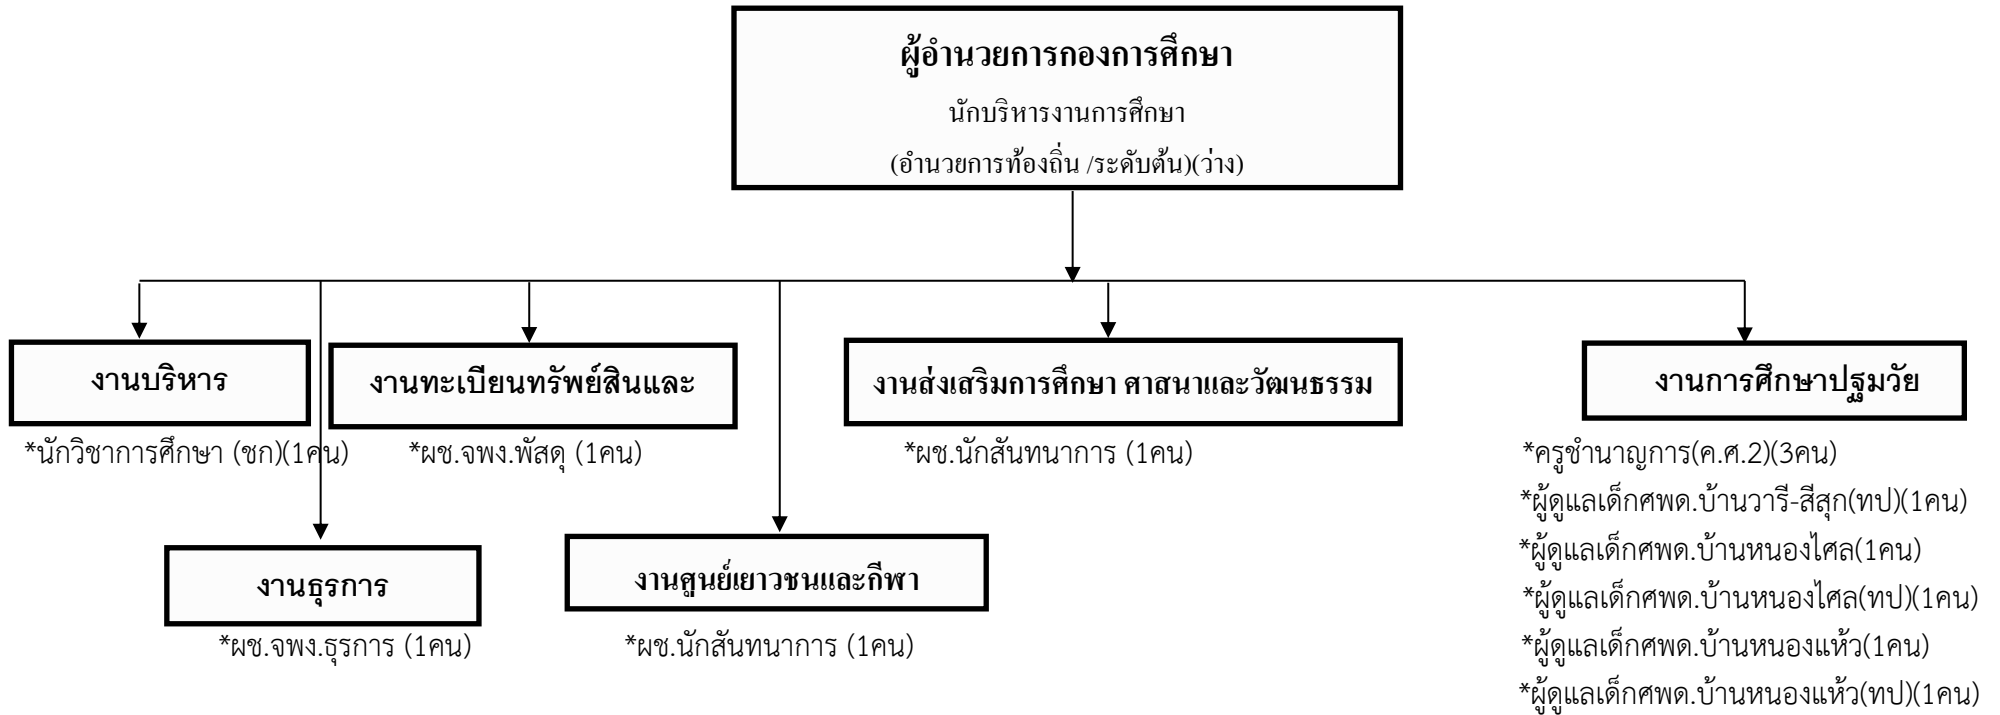 ผู้อำนวยการกองการศึกษา
นักบริหารงานการศึกษา
(อำนวยการท้องถิ่น /ระดับต้น)(ว่าง)
งานบริหาร
*นักวิชาการศึกษา (ชก)(1คน)
งานทะเบียนทรัพย์สินและ
*ผช.จพง.พัสดุ (1คน)
งานส่งเสริมการศึกษา ศาสนาและวัฒนธรรม
*ผช.นักสันทนาการ (1คน)
งานการศึกษาปฐมวัย
*ครูชำนาญการ(ค.ศ.2)(3คน)
*ผู้ดูแลเด็กศพด.บ้านวารี-สีสุก(ทป)(1คน)
*ผู้ดูแลเด็กศพด.บ้านหนองไศล(1คน)
*ผู้ดูแลเด็กศพด.บ้านหนองไศล(ทป)(1คน)
*ผู้ดูแลเด็กศพด.บ้านหนองแห้ว(1คน)
*ผู้ดูแลเด็กศพด.บ้านหนองแห้ว(ทป)(1คน)
งานธุรการ
*ผช.จพง.ธุรการ (1คน)
งานศูนย์เยาวชนและกีฬา
*ผช.นักสันทนาการ (1คน)